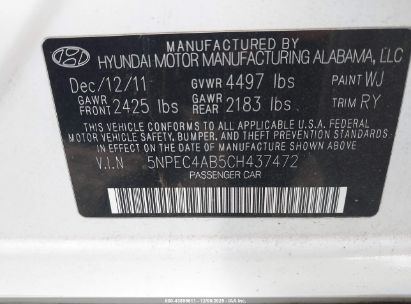 MANUFACTURED BY
HYUNDAI MOTOR MANUFACTURING ALABAMA, LLC
Dec/12/11 GVWR 4497 lbs PAINT WJ
GAWR FRONT 2425 lbs GAWR REAR 2183 lbs TRIM RY
THIS VEHICLE CONFORMS TO ALL APPLICABLE U.S.A. FEDERAL
MOTOR VEHICLE SAFETY, BUMPER, AND THEFT PREVENTION
STANDARDS IN EFFECT ON THE DATE OF MANUFACTURE SHOWN ABOVE.
V.I.N 5NPEC4AB5CH437472
PASSENGER CAR